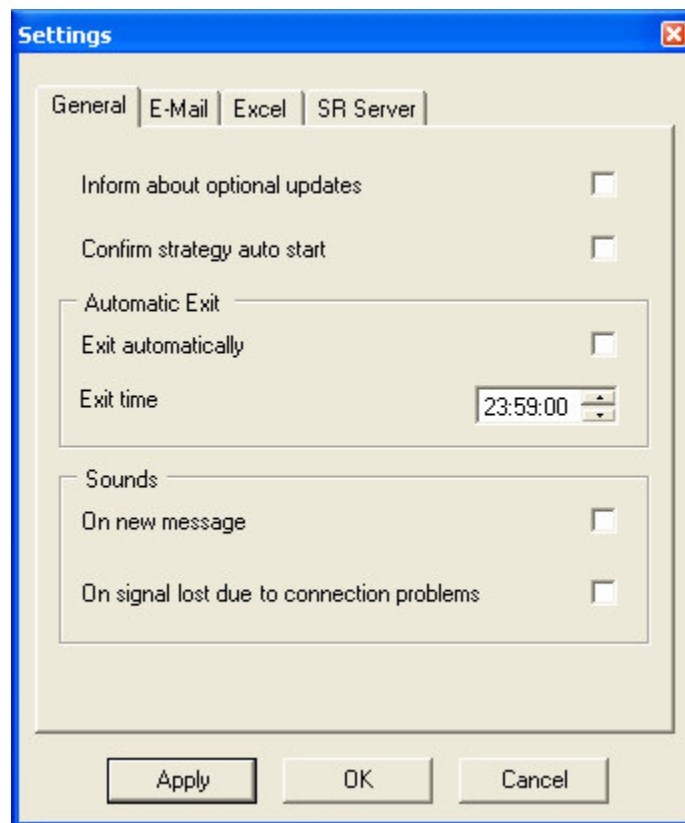 Settings
General E-Mail Excel SR Server
Inform about optional updates
Confirm strategy auto start
Automatic Exit
Exit automatically
Exit time 23:59:00
Sounds
On new message
On signal lost due to connection problems
Apply OK Cancel